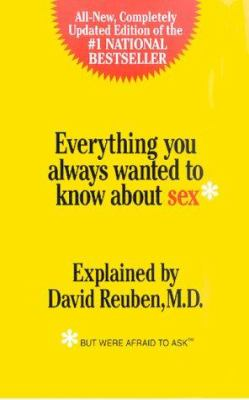 All-New, Completely
Updated Edition of the
#1 NATIONAL
BESTSELLER
Everything you
always wanted to
know about sex*
Explained by
David Reuben, M.D.
*BUT WERE AFRAID TO ASK™